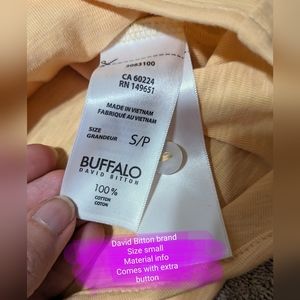 3083100
CA 60224
RN 149651
MADE IN VIETNAM
FABRIQUÉ AU VIETNAM
SIZE
GRANDEUR
S/P
BUFFALO
DAVID BITTON
100%
COTTON
COTON
David Bitton brand
Size small
Material info
Comes with extra
button